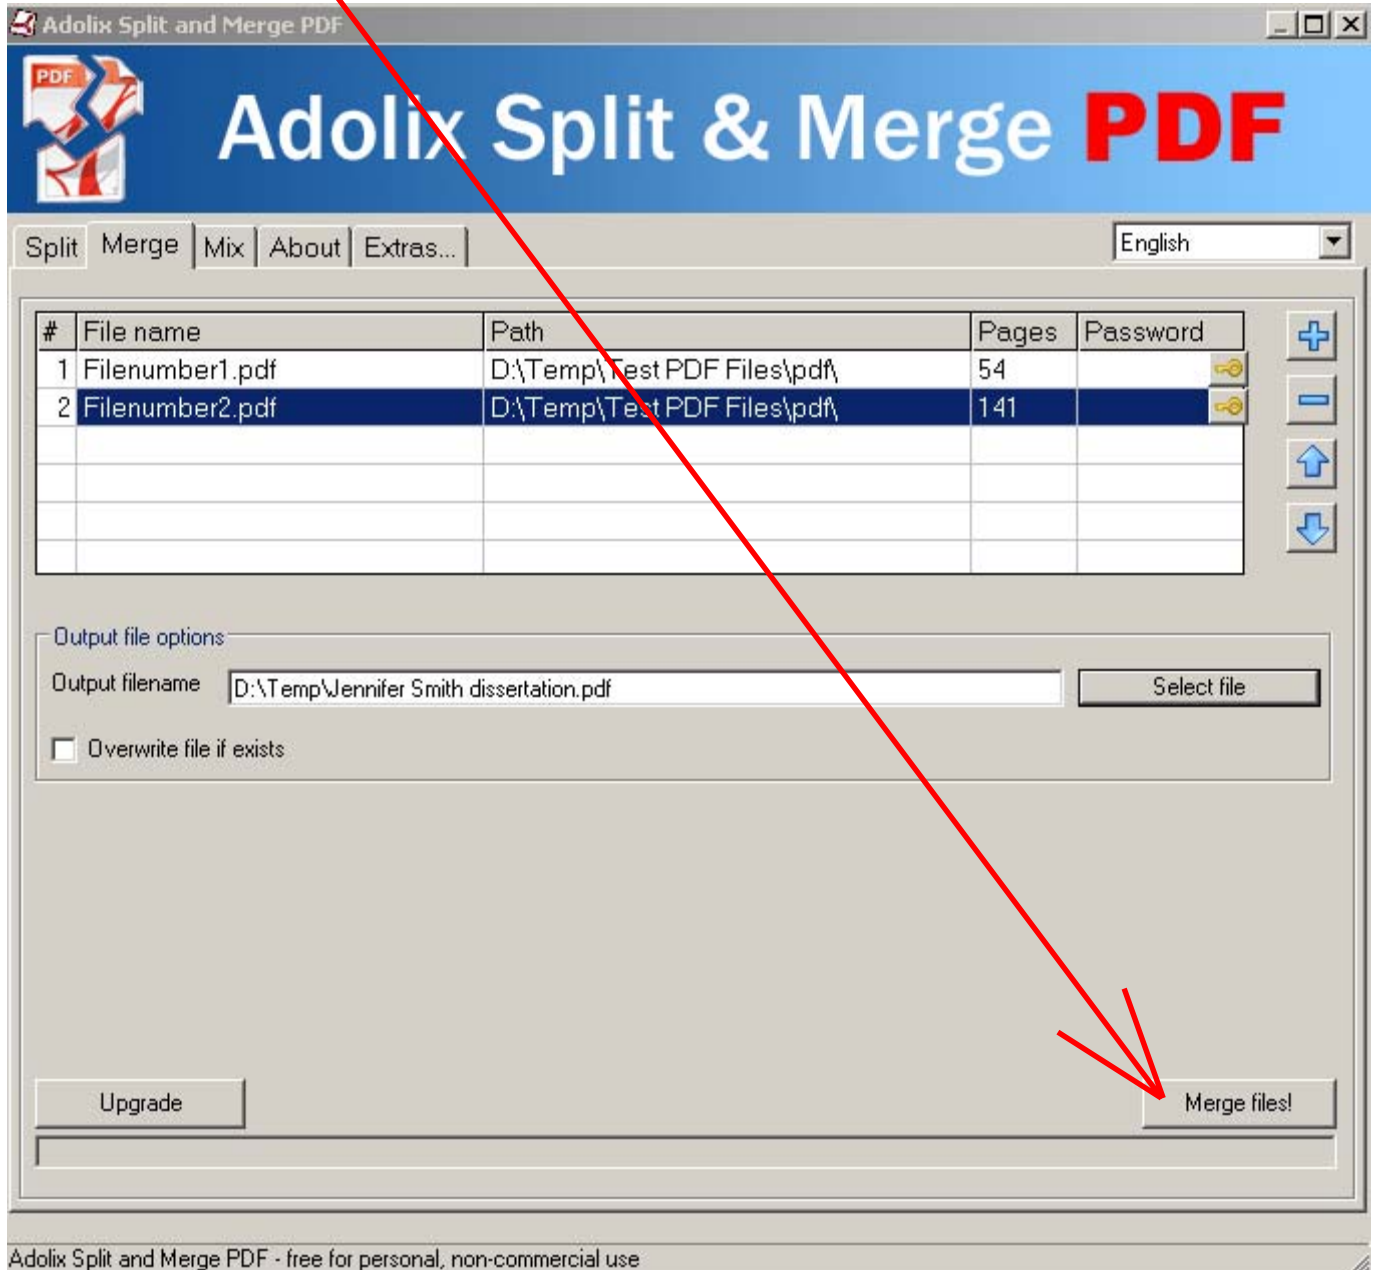 Adolix Split and Merge PDF
PDF
Adolix Split & Merge PDF
Split Merge Mix About Extras... English
# File name Path Pages Password
1 Filenumber1.pdf D:\Temp\Test PDF Files\pdf\ 54
2 Filenumber2.pdf D:\Temp\Test PDF Files\pdf\ 141
Output file options
Output filename D:\Temp\Jennifer Smith dissertation.pdf Select file
Overwrite file if exists
Upgrade Merge files!
Adolix Split and Merge PDF - free for personal, non-commercial use